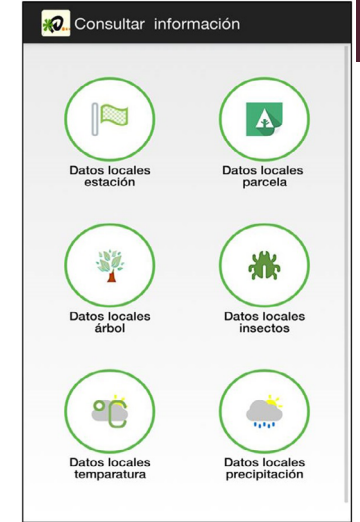 Consultar información
Datos locales
estación
Datos locales
parcela
Datos locales
árbol
Datos locales
insectos
°C
Datos locales
temparatura
Datos locales
precipitación